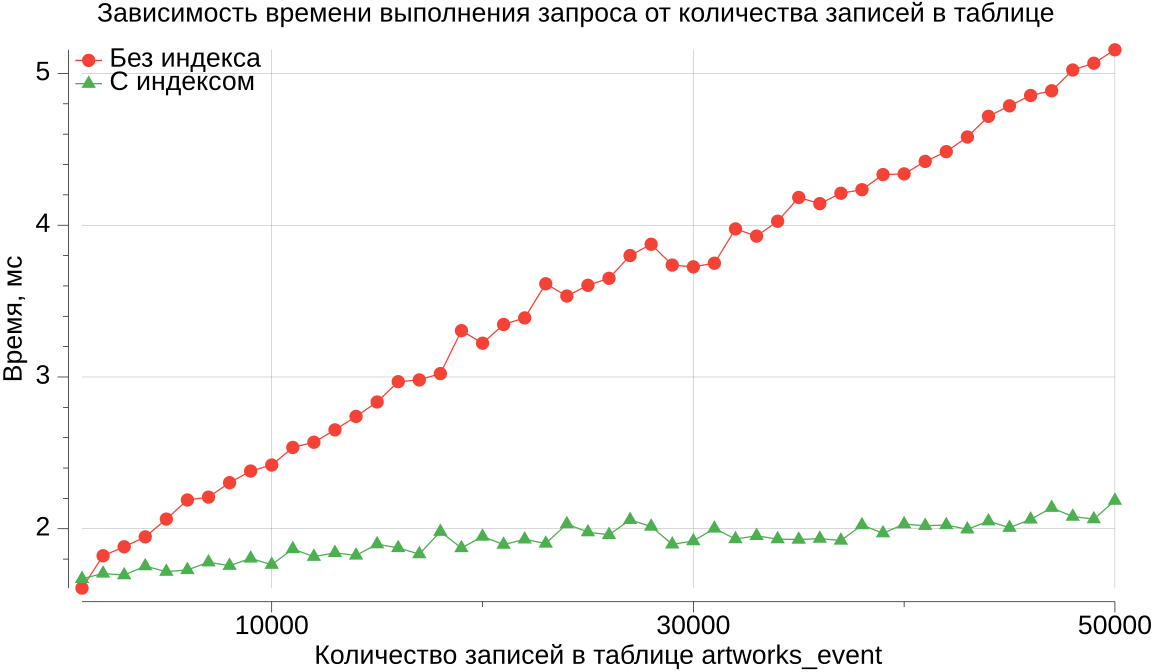 Зависимость времени выполнения запроса от количества записей в таблице
Без индекса
С индексом
5
4
3
2
Время, мс
10000
30000
50000
Количество записей в таблице artworks_event